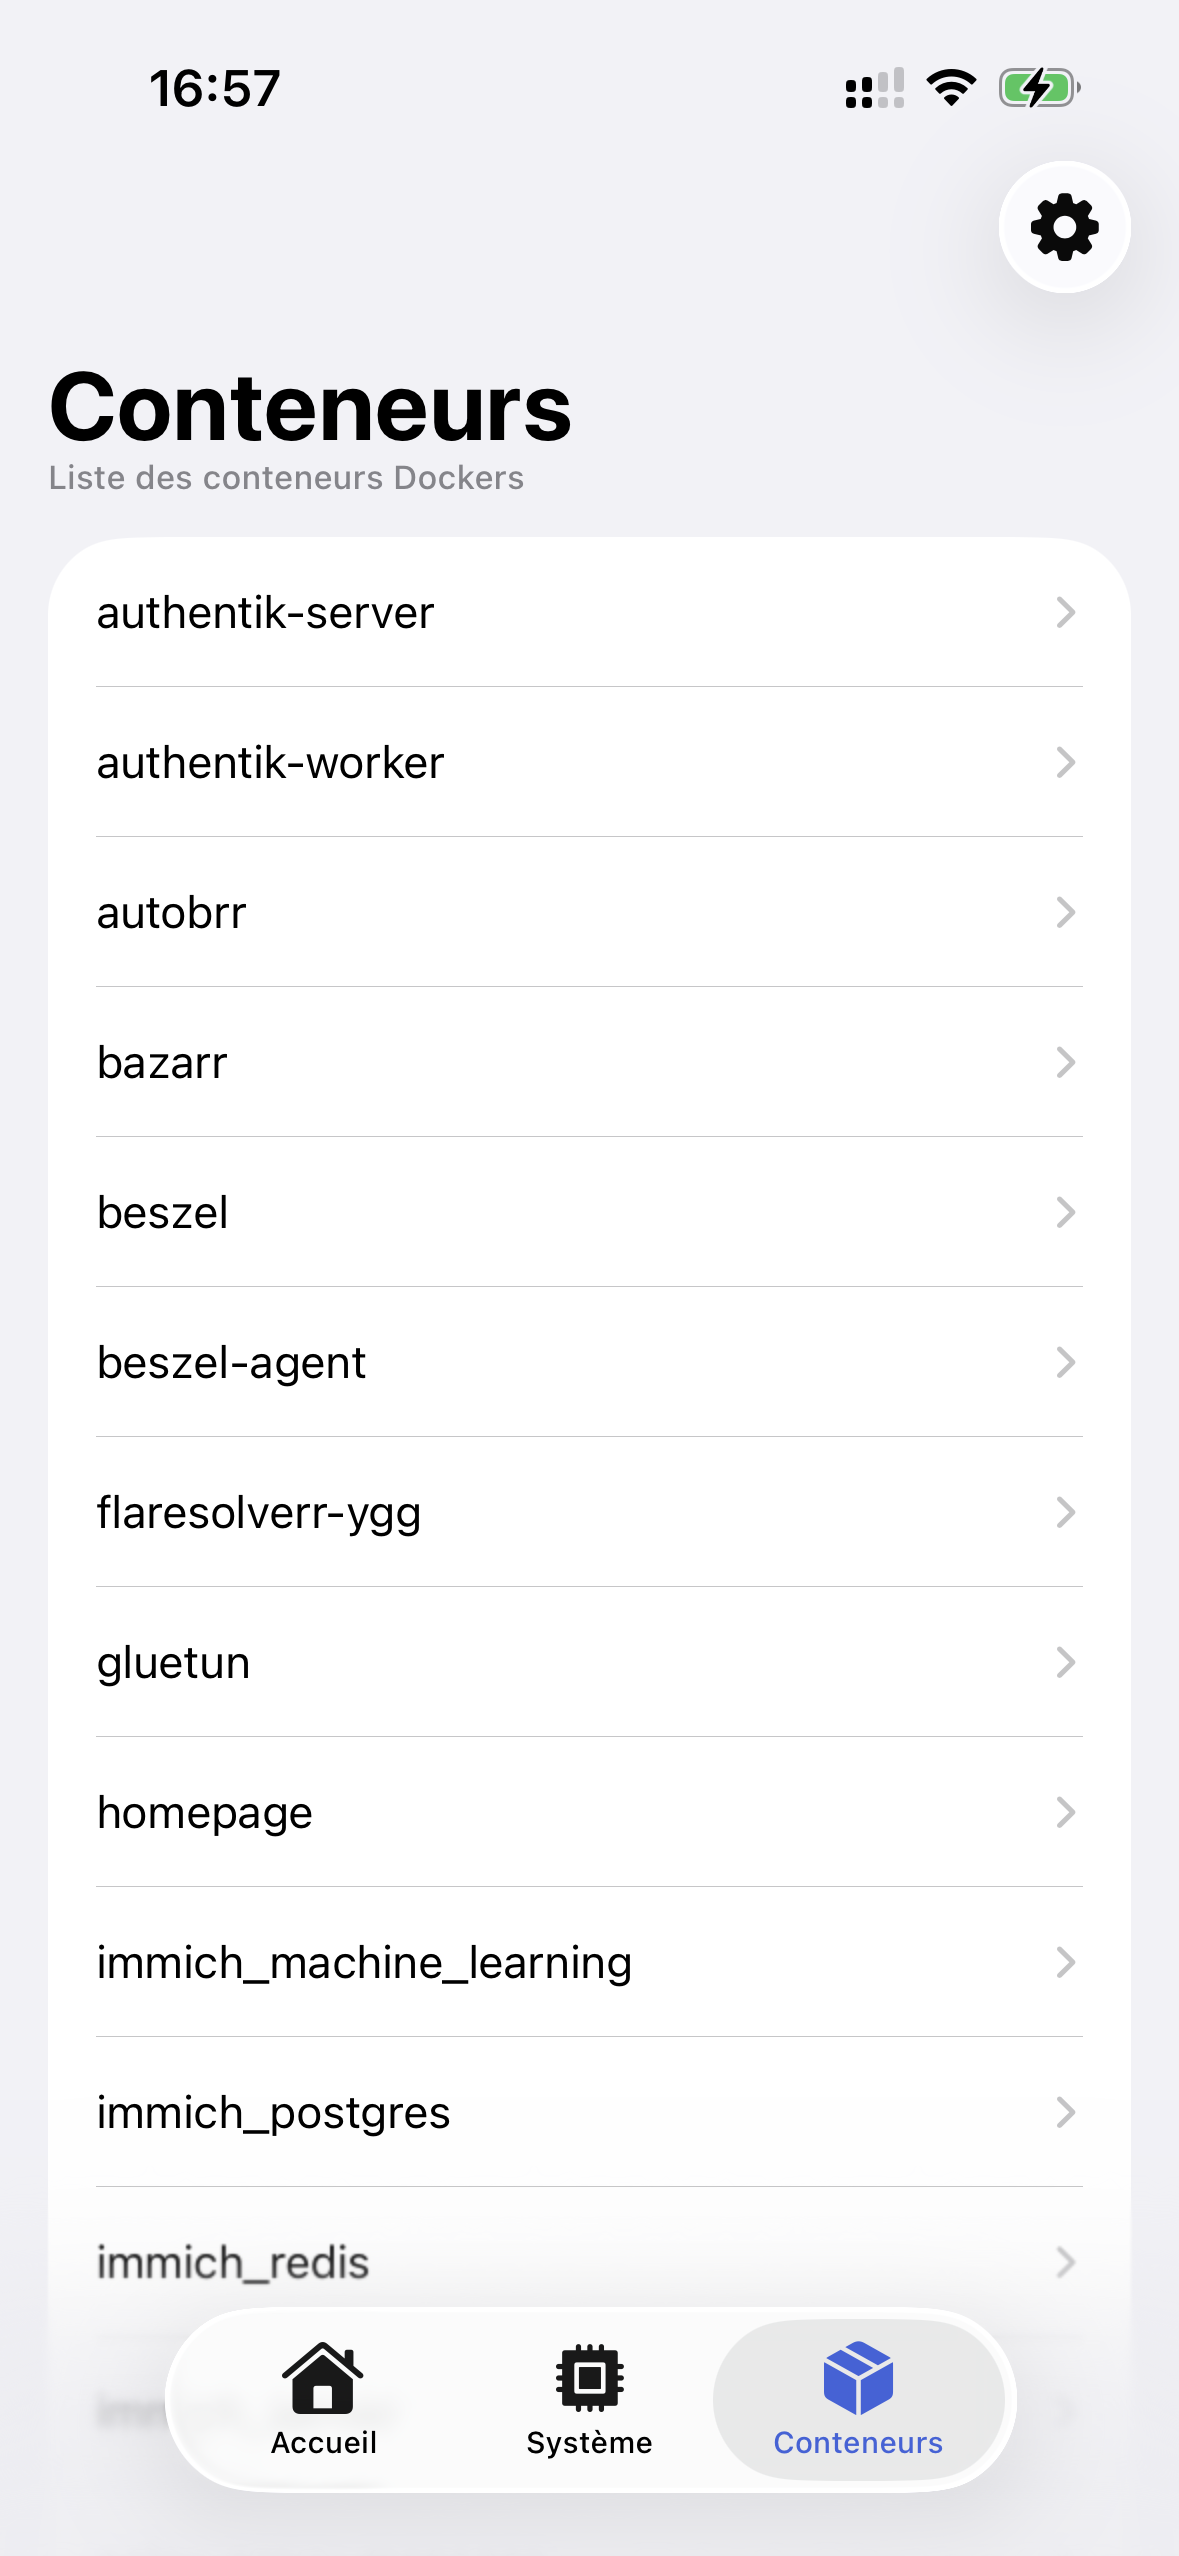 16:57
Conteneurs
Liste des conteneurs Dockers
authentik-server
authentik-worker
autobrr
bazarr
beszel
beszel-agent
flaresolverr-ygg
gluetun
homepage
immich_machine_learning
immich_postgres
immich_redis
Accueil
Système
Conteneurs